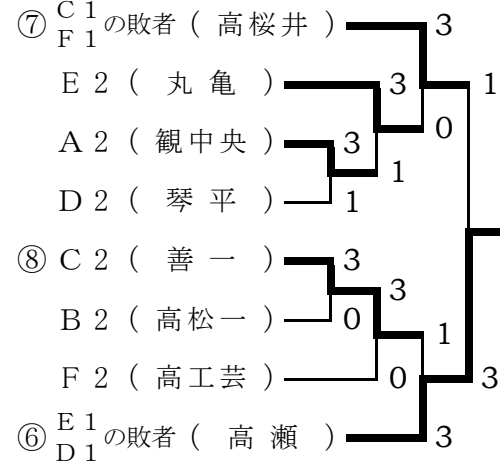 ⑦ C１ F１ の敗者 ( 高桜井 ) 3
1
E２ ( 丸亀 ) 3
0
A２ ( 観中央 ) 3
1
D２ ( 琴平 ) 1
⑧ C２ ( 善一 ) 3
3
B２ ( 高松一 ) 0
1
F２ ( 高工芸 ) 0
3
⑥ E１ D１ の敗者 ( 高瀬 ) 3